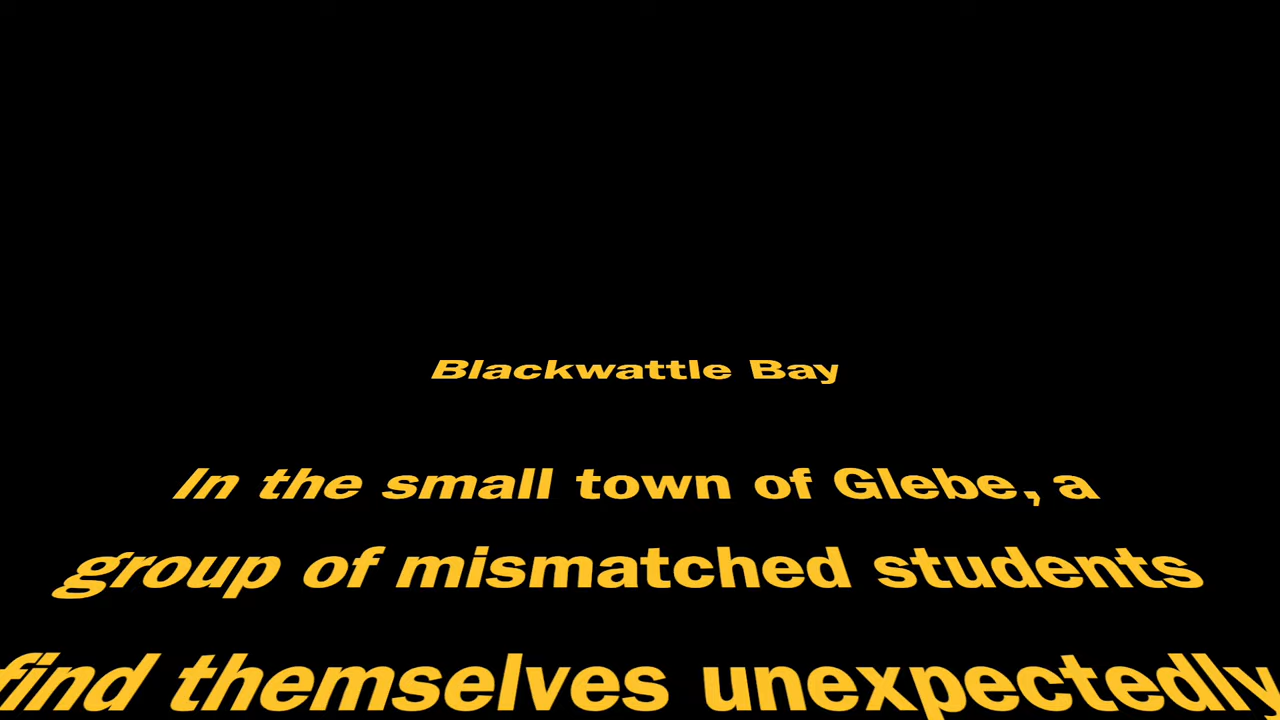 Blackwattle Bay
In the small town of Glebe, a
group of mismatched students
find themselves unexpectedly